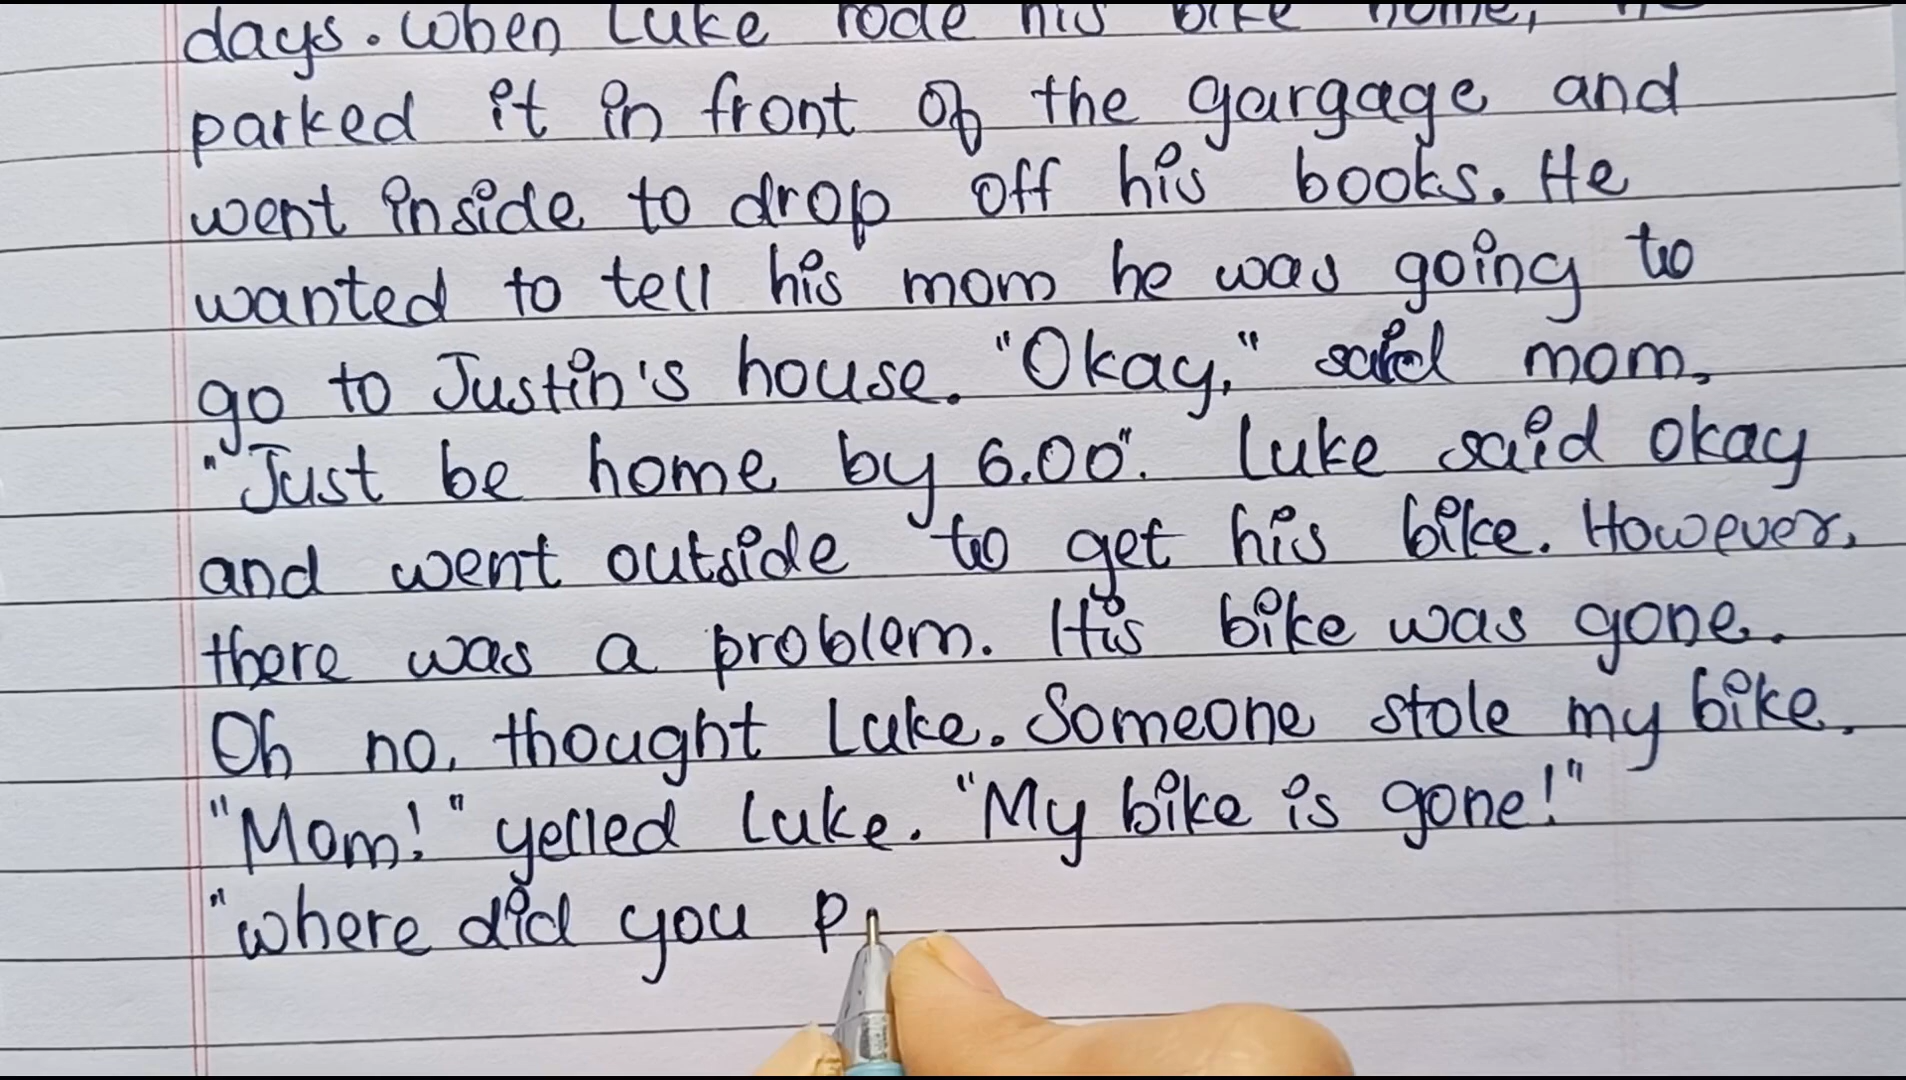 days. When Luke rode his bike home,
parked it in front of the gargage and
went inside to drop off his books. He
wanted to tell his mom he was going to
go to Justin's house. "Okay," said mom.
"Just be home by 6.00". Luke said okay
and went outside to get his bike. However,
there was a problem. His bike was gone.
Oh no, thought Luke. Someone stole my bike.
"Mom!" yelled Luke. "My bike is gone!"
"where did you p